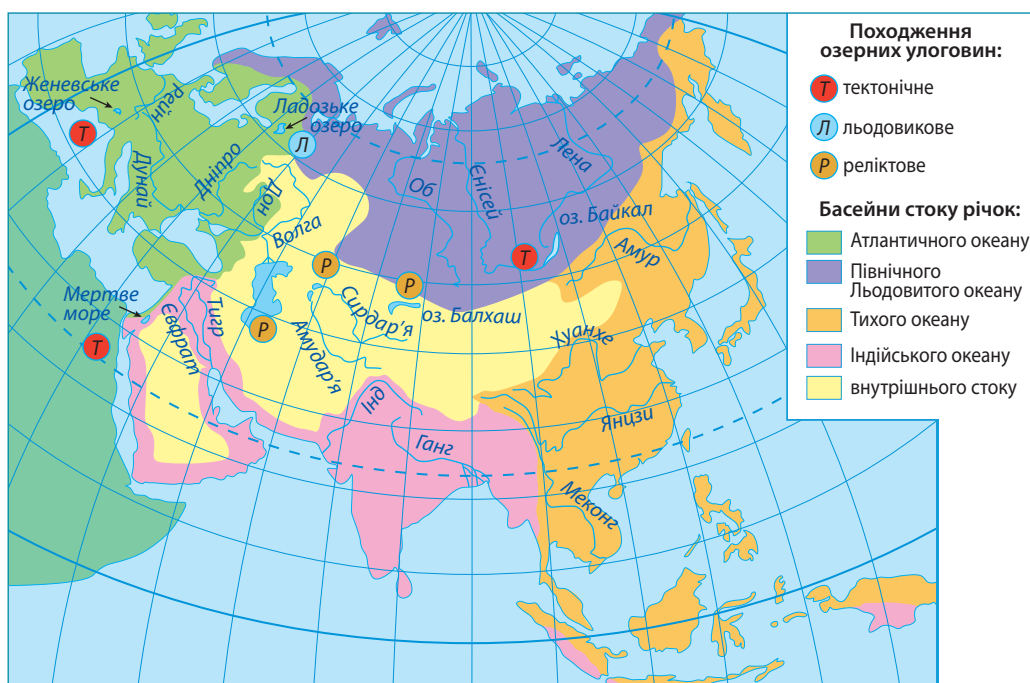 Женевське
озеро
Рейн
Ладозьке
озеро
Т
Л
Дунай
Дніпро
Дон
Волга
Об
Єнісей
Лена
оз. Байкал
Т
Амур
Р
Р
Р
Мертве
море
Т
Євфрат
Тигр
Сирдар'я
Амудар'я
оз. Балхаш
Хуанхе
Інд
Ганг
Янцзи
Меконг
Походження
озерних улоговин:
Т тектонічне
Л льодовикове
Р реліктове
Басейни стоку річок:
Атлантичного океану
Північного
Льодовитого океану
Тихого океану
Індійського океану
внутрішнього стоку